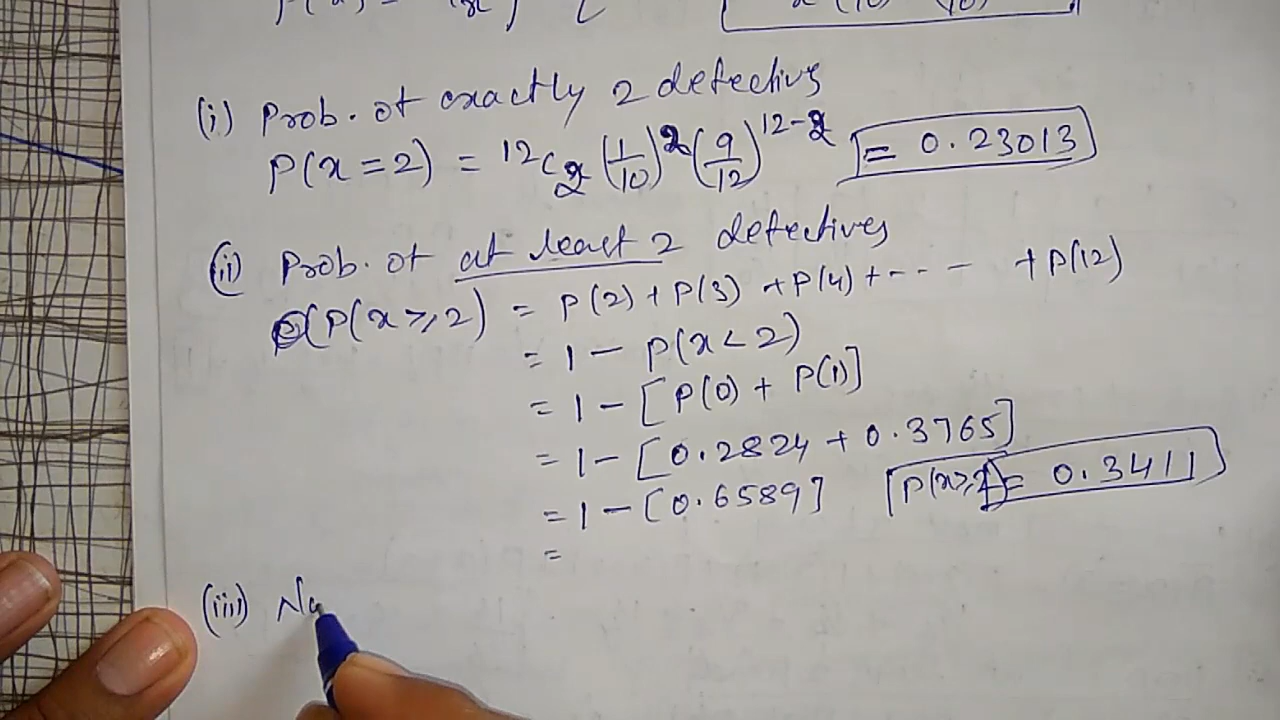 (i) Prob. of exactly 2 defectives
P(x=2) = ¹²C₂ (1/10)² (9/12)¹²⁻² = 0.23013
(ii) Prob. of at least 2 defectives
P(x≥2) = P(2) + P(3) + P(4) + --- - + P(12)
= 1 - P(x<2)
= 1 - [P(0) + P(1)]
= 1 - [0.2824 + 0.3765]
= 1 - [0.6589] P(x≥2) = 0.3411
=
(iii) No